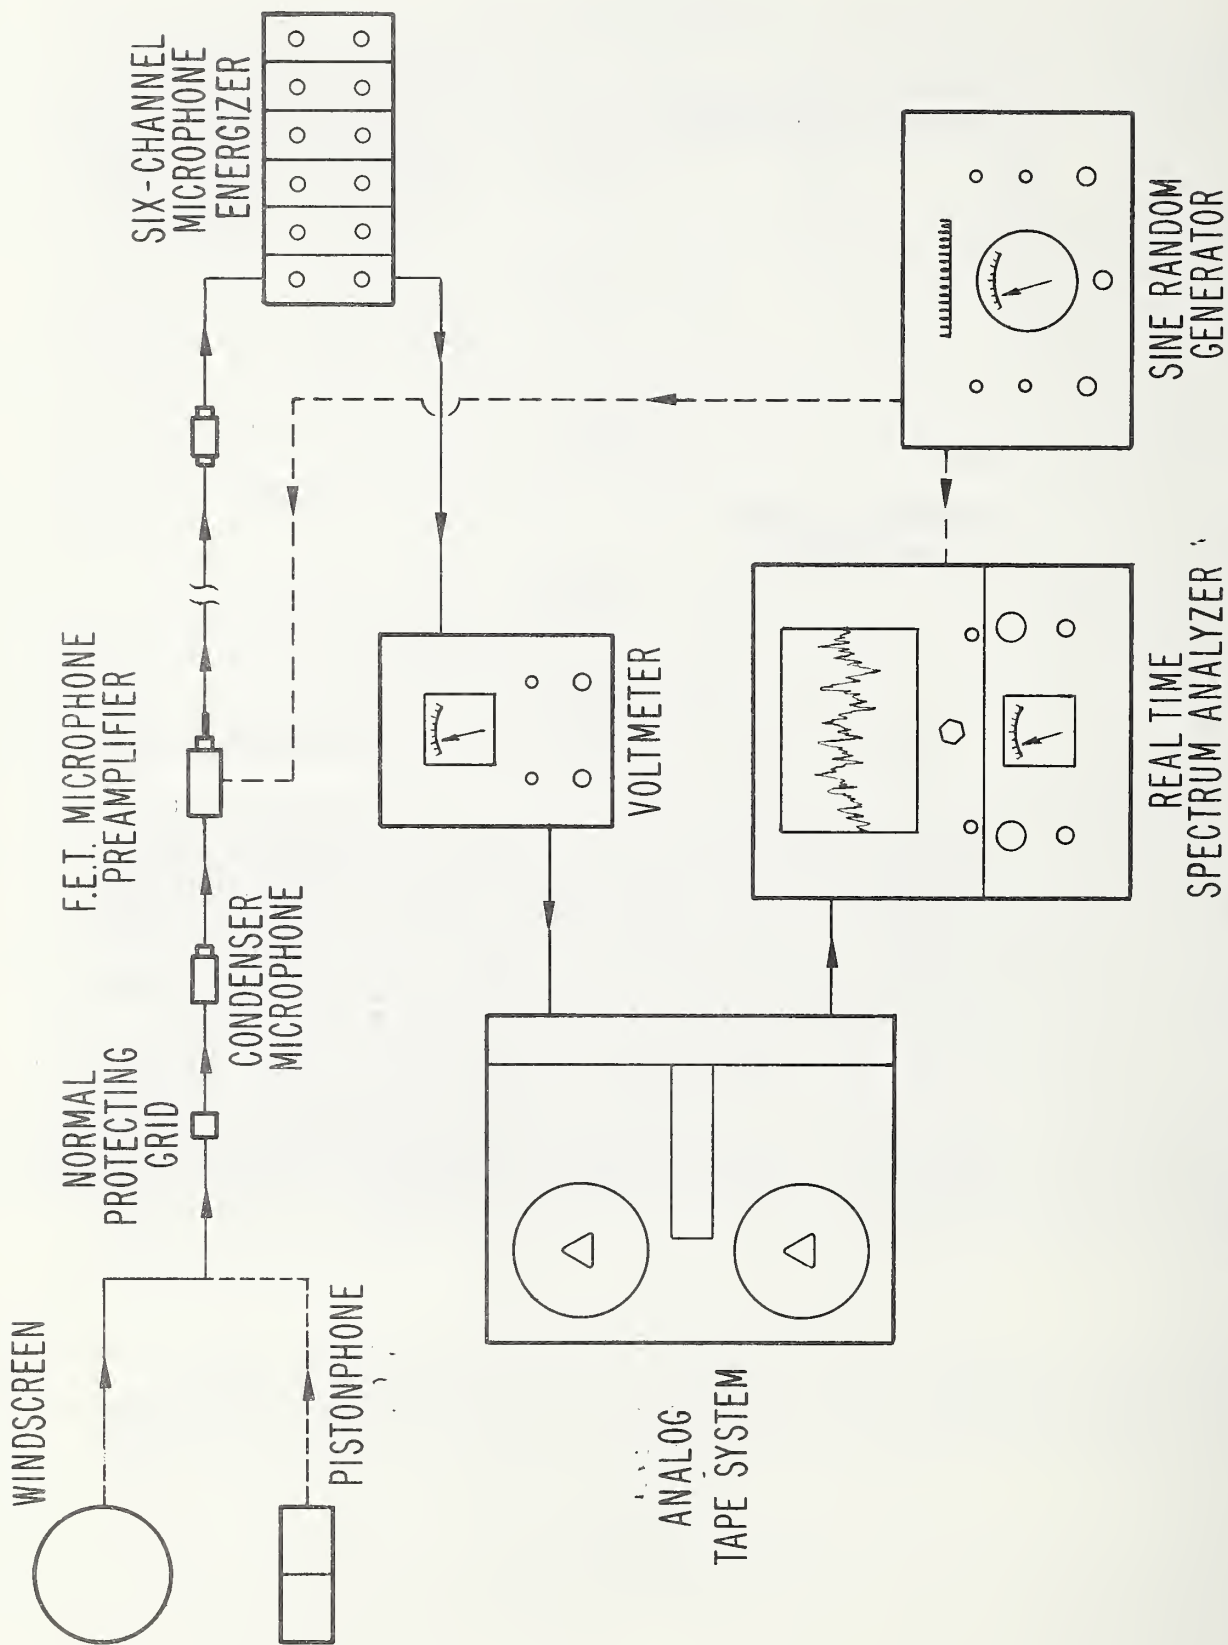 WINDSCREEN
PISTONPHONE
NORMAL
PROTECTING
GRID
CONDENSER
MICROPHONE
F.E.T. MICROPHONE
PREAMPLIFIER
SIX-CHANNEL
MICROPHONE
ENERGIZER
VOLTMETER
ANALOG
TAPE SYSTEM
REAL TIME
SPECTRUM ANALYZER
SINE RANDOM
GENERATOR